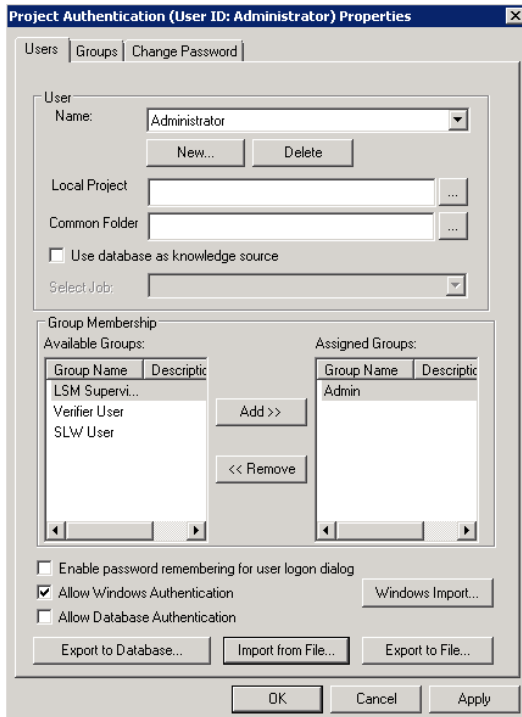 Project Authentication (User ID: Administrator) Properties
Users Groups Change Password
User
Name: Administrator
New... Delete
Local Project ...
Common Folder ...
Use database as knowledge source
Select Job:
Group Membership
Available Groups: Assigned Groups:
Group Name Descriptic Group Name Descriptic
LSM Supervi... Admin
Verifier User
SLW User
Add >>
<< Remove
Enable password remembering for user logon dialog
Allow Windows Authentication Windows Import...
Allow Database Authentication
Export to Database... Import from File... Export to File...
OK Cancel Apply